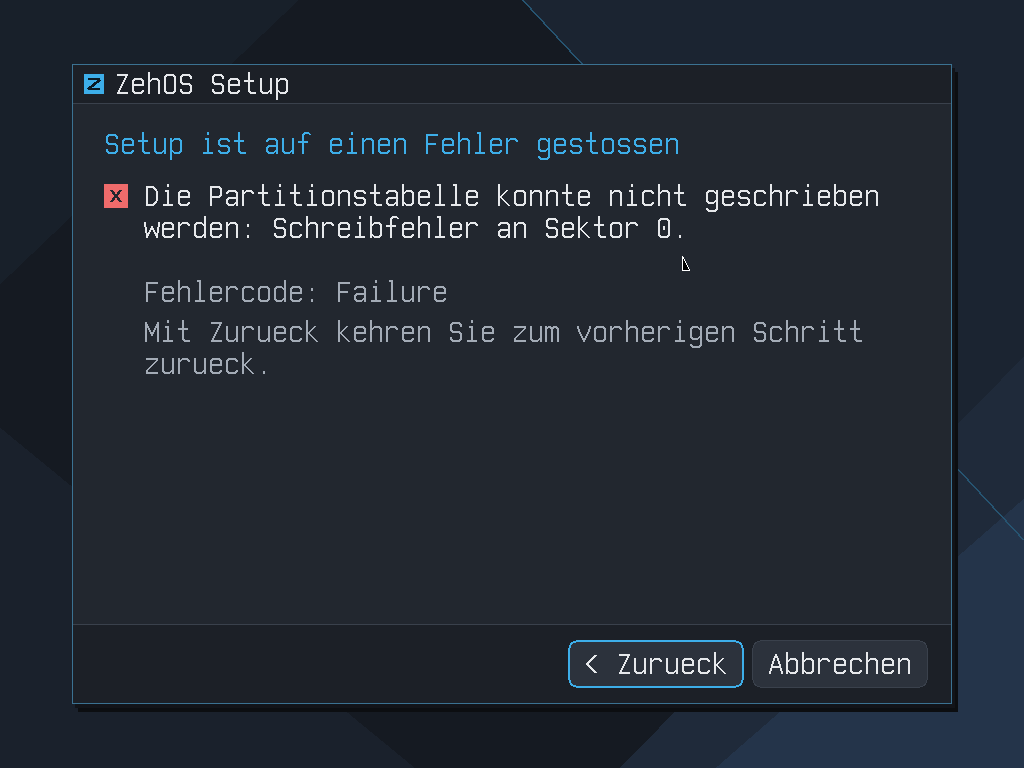 Z ZehOS Setup
Setup ist auf einen Fehler gestossen
X Die Partitionstabelle konnte nicht geschrieben
werden: Schreibfehler an Sektor 0.
Fehlercode: Failure
Mit Zurueck kehren Sie zum vorherigen Schritt
zurueck.
< Zurueck Abbrechen